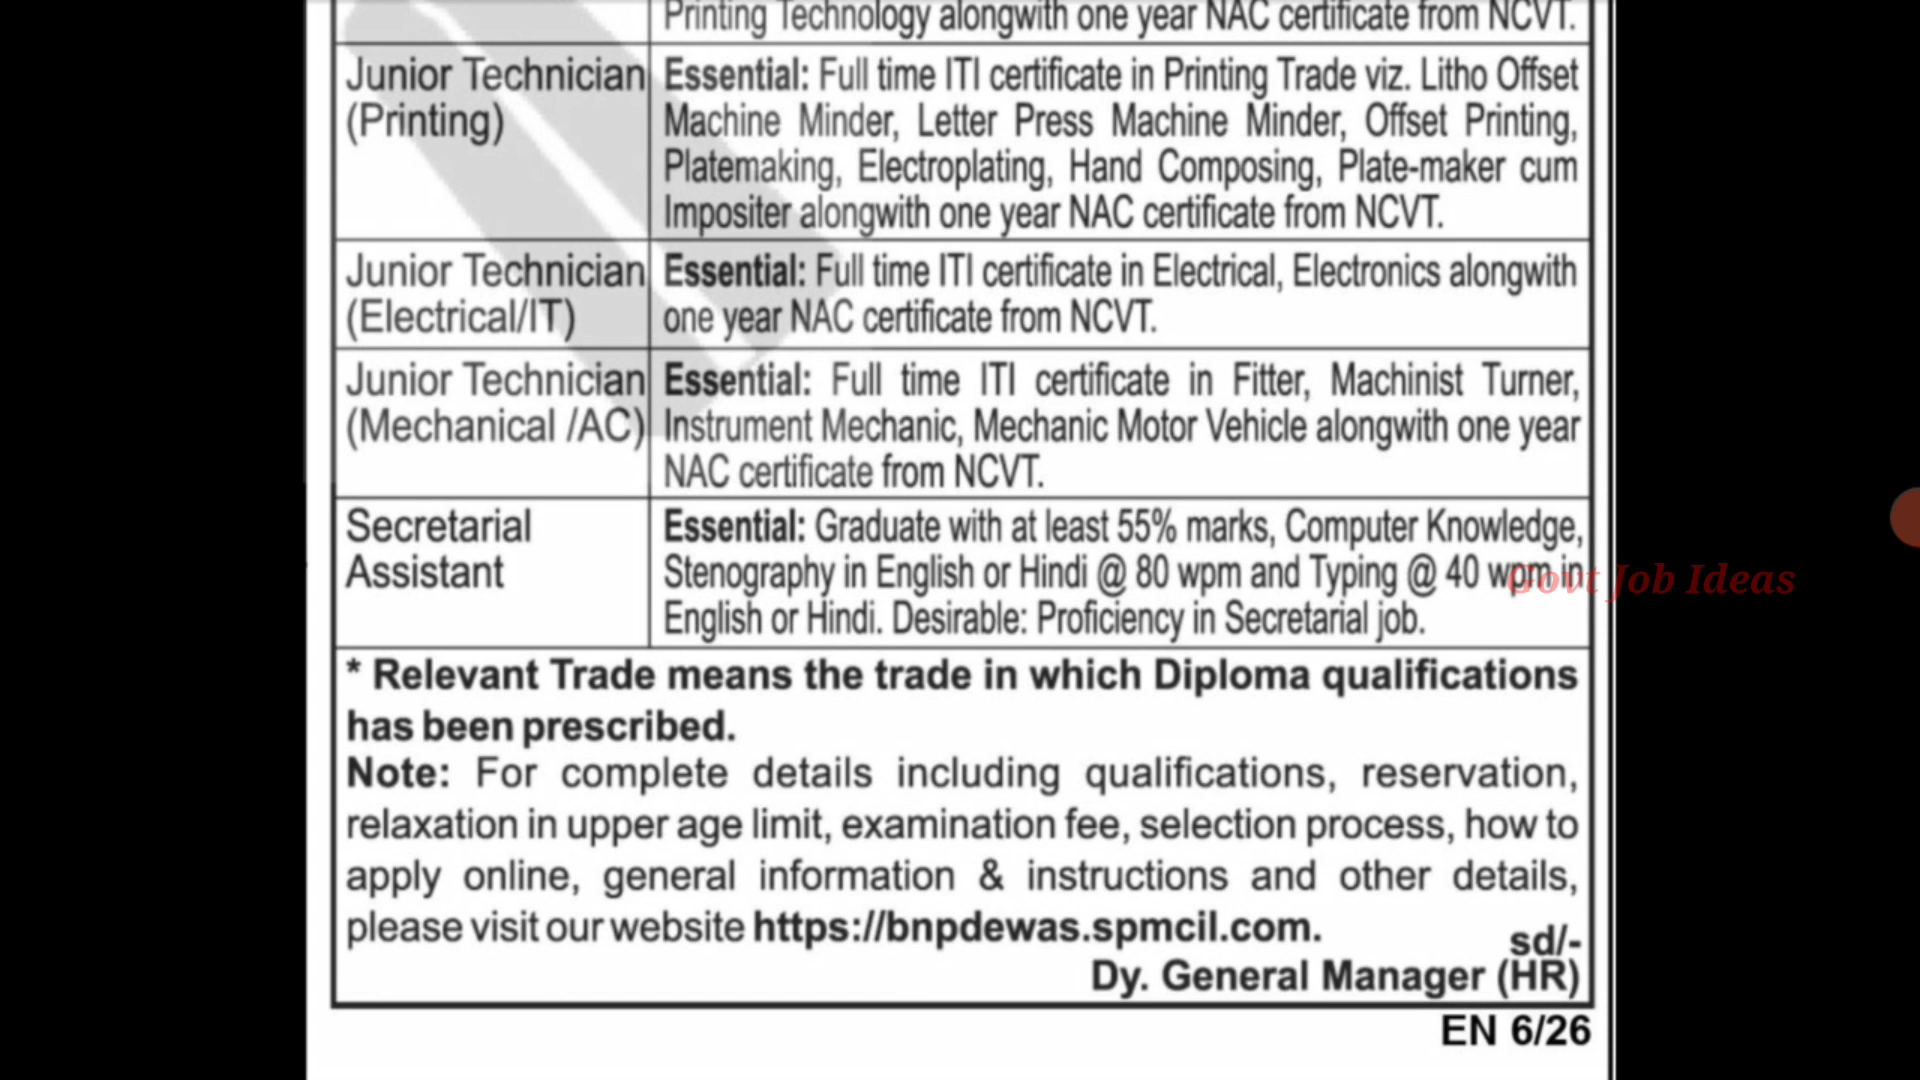 Printing Technology alongwith one year NAC certificate from NCVT.
Junior Technician
(Printing)
Essential: Full time ITI certificate in Printing Trade viz. Litho Offset
Machine Minder, Letter Press Machine Minder, Offset Printing,
Platemaking, Electroplating, Hand Composing, Plate-maker cum
Impositer alongwith one year NAC certificate from NCVT.
Junior Technician
(Electrical/IT)
Essential: Full time ITI certificate in Electrical, Electronics alongwith
one year NAC certificate from NCVT.
Junior Technician
(Mechanical /AC)
Essential: Full time ITI certificate in Fitter, Machinist Turner,
Instrument Mechanic, Mechanic Motor Vehicle alongwith one year
NAC certificate from NCVT.
Secretarial
Assistant
Essential: Graduate with at least 55% marks, Computer Knowledge,
Stenography in English or Hindi @ 80 wpm and Typing @ 40 wpm in
English or Hindi. Desirable: Proficiency in Secretarial job.
Govt Job Ideas
* Relevant Trade means the trade in which Diploma qualifications
has been prescribed.
Note: For complete details including qualifications, reservation,
relaxation in upper age limit, examination fee, selection process, how to
apply online, general information & instructions and other details,
please visit our website https://bnpdewas.spmcil.com.
sd/-
Dy. General Manager (HR)
EN 6/26